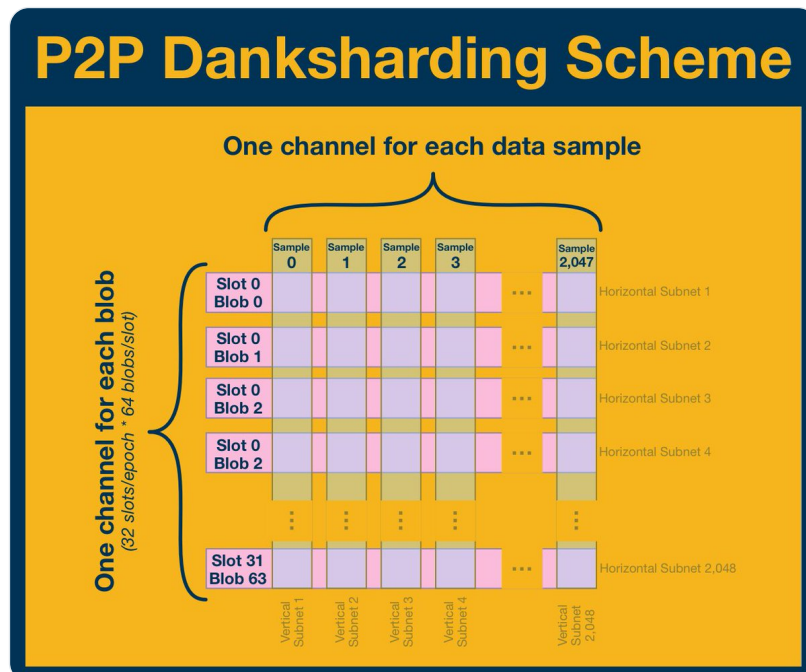 P2P Danksharding Scheme
One channel for each data sample
One channel for each blob
(32 slots/epoch * 64 blobs/slot)
Sample
0
Sample
1
Sample
2
Sample
3
Sample
2,047
Slot 0
Blob 0
...
Horizontal Subnet 1
Slot 0
Blob 1
...
Horizontal Subnet 2
Slot 0
Blob 2
...
Horizontal Subnet 3
Slot 0
Blob 2
...
Horizontal Subnet 4
... ... ... ... ...
Slot 31
Blob 63
...
Horizontal Subnet 2,048
Vertical
Subnet 1
Vertical
Subnet 2
Vertical
Subnet 3
Vertical
Subnet 4
Vertical
Subnet
2,048